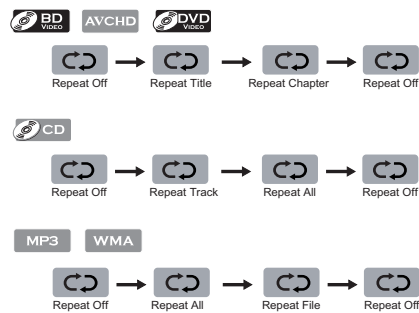 BD VIDEO AVCHD DVD VIDEO
Repeat Off Repeat Title Repeat Chapter Repeat Off
CD
Repeat Off Repeat Track Repeat All Repeat Off
MP3 WMA
Repeat Off Repeat All Repeat File Repeat Off